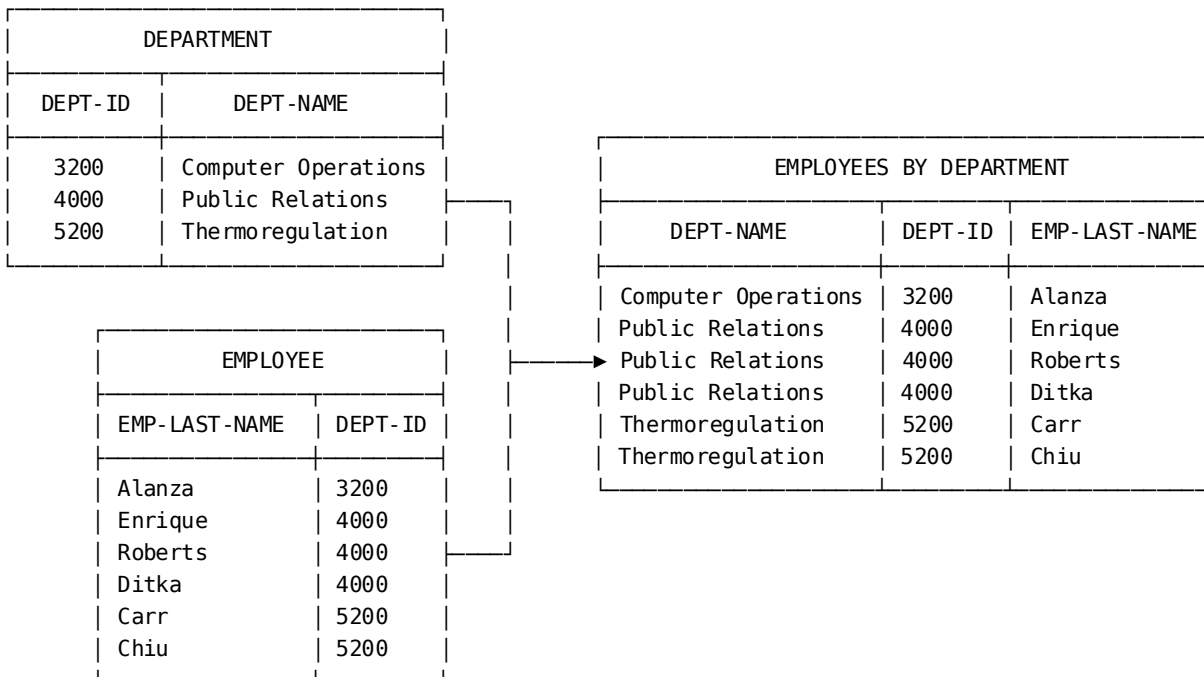 DEPARTMENT
DEPT-ID DEPT-NAME
3200 Computer Operations
4000 Public Relations
5200 Thermoregulation
EMPLOYEE
EMP-LAST-NAME DEPT-ID
Alanza 3200
Enrique 4000
Roberts 4000
Ditka 4000
Carr 5200
Chiu 5200
EMPLOYEES BY DEPARTMENT
DEPT-NAME DEPT-ID EMP-LAST-NAME
Computer Operations 3200 Alanza
Public Relations 4000 Enrique
Public Relations 4000 Roberts
Public Relations 4000 Ditka
Thermoregulation 5200 Carr
Thermoregulation 5200 Chiu